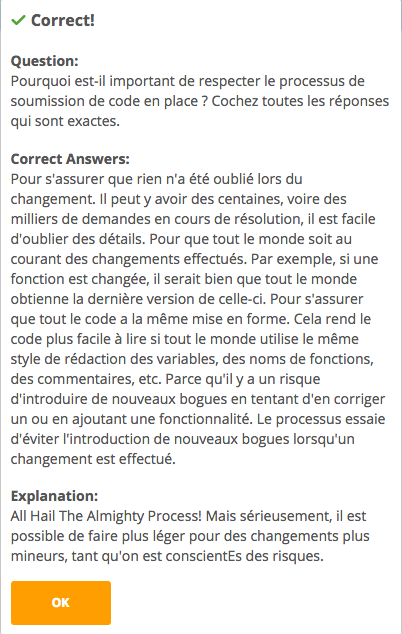 Correct!
Question:
Pourquoi est-il important de respecter le processus de
soumission de code en place ? Cochez toutes les réponses
qui sont exactes.
Correct Answers:
Pour s'assurer que rien n'a été oublié lors du
changement. Il peut y avoir des centaines, voire des
milliers de demandes en cours de résolution, il est facile
d'oublier des détails. Pour que tout le monde soit au
courant des changements effectués. Par exemple, si une
fonction est changée, il serait bien que tout le monde
obtienne la dernière version de celle-ci. Pour s'assurer
que tout le code a la même mise en forme. Cela rend le
code plus facile à lire si tout le monde utilise le même
style de rédaction des variables, des noms de fonctions,
des commentaires, etc. Parce qu'il y a un risque
d'introduire de nouveaux bogues en tentant d'en corriger
un ou en ajoutant une fonctionnalité. Le processus essaie
d'éviter l'introduction de nouveaux bogues lorsqu'un
changement est effectué.
Explanation:
All Hail The Almighty Process! Mais sérieusement, il est
possible de faire plus léger pour des changements plus
mineurs, tant qu'on est conscientEs des risques.
OK